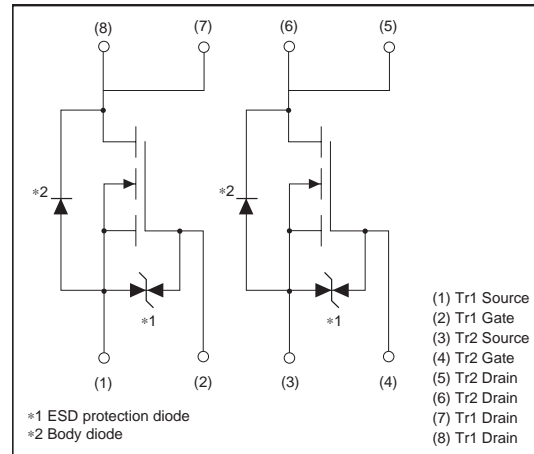 (8) (7) (6) (5)
∗2 ∗2
∗1 ∗1
(1) (2) (3) (4)
∗1 ESD protection diode
∗2 Body diode
(1) Tr1 Source
(2) Tr1 Gate
(3) Tr2 Source
(4) Tr2 Gate
(5) Tr2 Drain
(6) Tr2 Drain
(7) Tr1 Drain
(8) Tr1 Drain